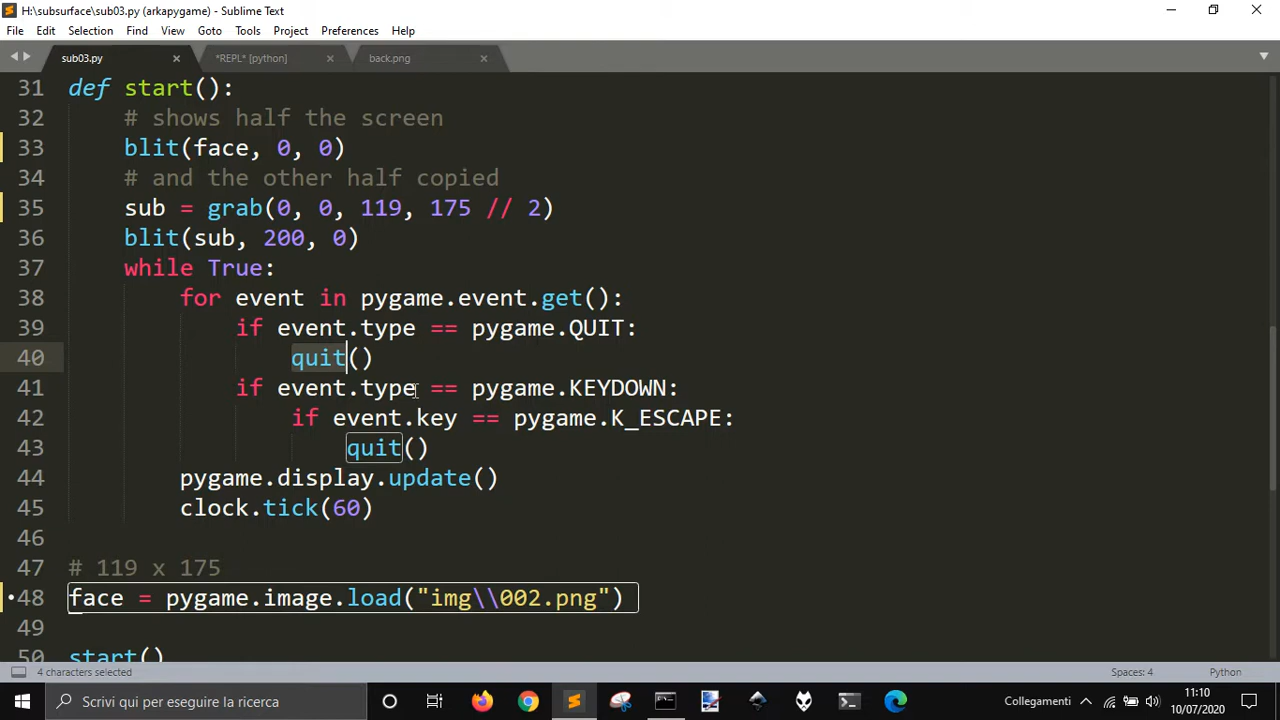 H:\subsurface\sub03.py (arkapygame) - Sublime Text
File Edit Selection Find View Goto Tools Project Preferences Help
sub03.py *REPL* [python] back.png
31 def start():
32 # shows half the screen
33 blit(face, 0, 0)
34 # and the other half copied
35 sub = grab(0, 0, 119, 175 // 2)
36 blit(sub, 200, 0)
37 while True:
38 for event in pygame.event.get():
39 if event.type == pygame.QUIT:
40 quit()
41 if event.type == pygame.KEYDOWN:
42 if event.key == pygame.K_ESCAPE:
43 quit()
44 pygame.display.update()
45 clock.tick(60)
46
47 # 119 x 175
48 face = pygame.image.load("img\\002.png")
49
50 start()
4 characters selected Spaces: 4 Python
Scrivi qui per eseguire la ricerca Collegamenti 11:10
10/07/2020